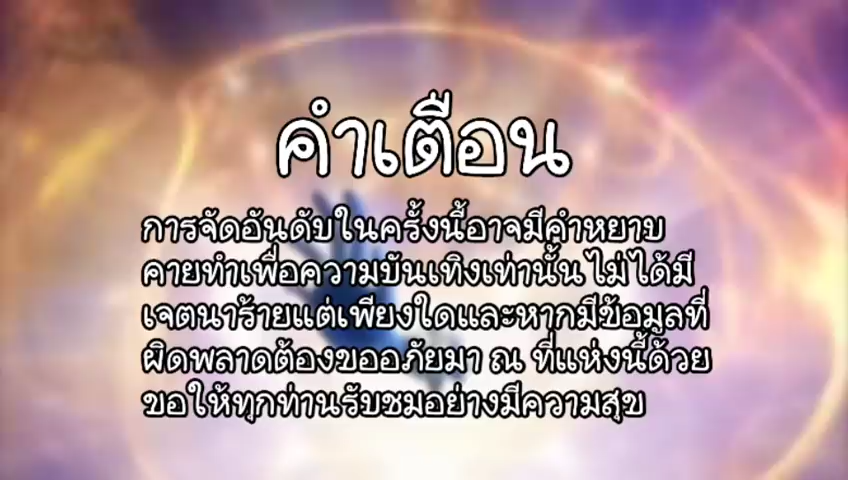 คำเตือน
การจัดอันดับในครั้งนี้อาจมีคำหยาบ
คายทำเพื่อความบันเทิงเท่านั้น ไม่ได้มี
เจตนาร้ายแต่เพียงใดและหากมีข้อมูลที่
ผิดพลาดต้องขออภัยมา ณ ที่แห่งนี้ด้วย
ขอให้ทุกท่านรับชมอย่างมีความสุข